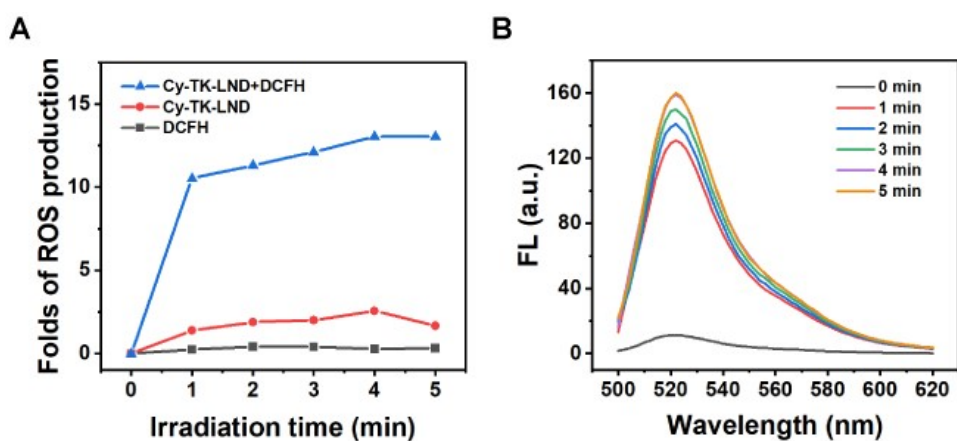 A
Folds of ROS production
15
10
5
0
Cy-TK-LND+DCFH
Cy-TK-LND
DCFH
0 1 2 3 4 5
Irradiation time (min)
B
FL (a.u.)
160
120
80
40
0
0 min
1 min
2 min
3 min
4 min
5 min
500 520 540 560 580 600 620
Wavelength (nm)